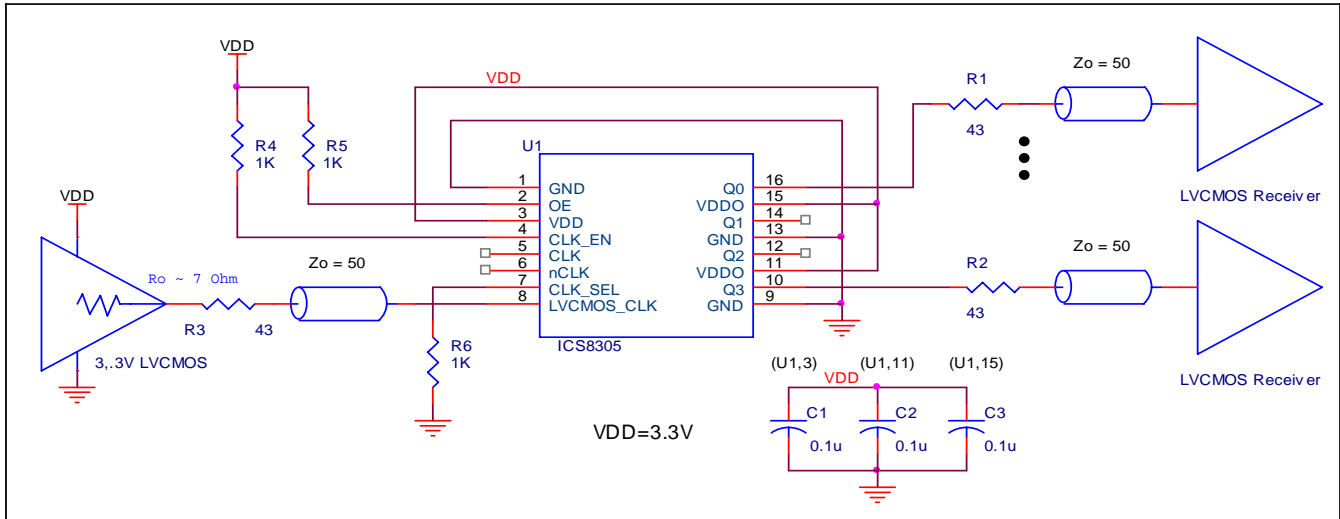 VDD
VDD
R4
1K
R5
1K
U1
1
2
3
4
5
6
7
8
GND
OE
VDD
CLK_EN
CLK
nCLK
CLK_SEL
LVCMOS_CLK
Q0
VDDO
Q1
GND
Q2
VDDO
Q3
GND
16
15
14
13
12
11
10
9
ICS8305
R1
43
Zo = 50
LVCMOS Receiver
R2
43
Zo = 50
LVCMOS Receiver
VDD
Ro ~ 7 Ohm
R3
43
Zo = 50
3,.3V LVCMOS
R6
1K
VDD=3.3V
(U1,3)
(U1,11)
(U1,15)
VDD
C1
0.1u
C2
0.1u
C3
0.1u